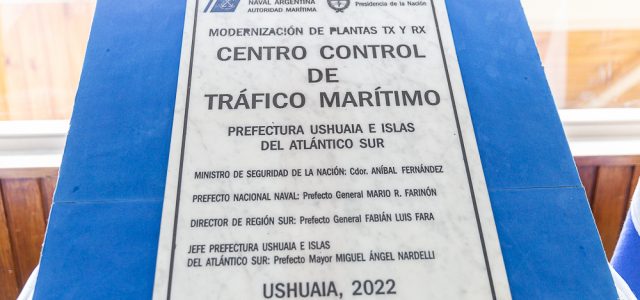 NAVAL ARGENTINA
AUTORIDAD MARÍTIMA
Presidencia de la Nación
MODERNIZACIÓN DE PLANTAS TX Y RX
CENTRO CONTROL
DE
TRÁFICO MARÍTIMO
PREFECTURA USHUAIA E ISLAS
DEL ATLÁNTICO SUR
MINISTRO DE SEGURIDAD DE LA NACIÓN: Cdor. ANÍBAL FERNÁNDEZ
PREFECTO NACIONAL NAVAL: Prefecto General MARIO R. FARINÓN
DIRECTOR DE REGIÓN SUR: Prefecto General FABIÁN LUIS FARA
JEFE PREFECTURA USHUAIA E ISLAS
DEL ATLÁNTICO SUR: Prefecto Mayor MIGUEL ÁNGEL NARDELLI
USHUAIA, 2022